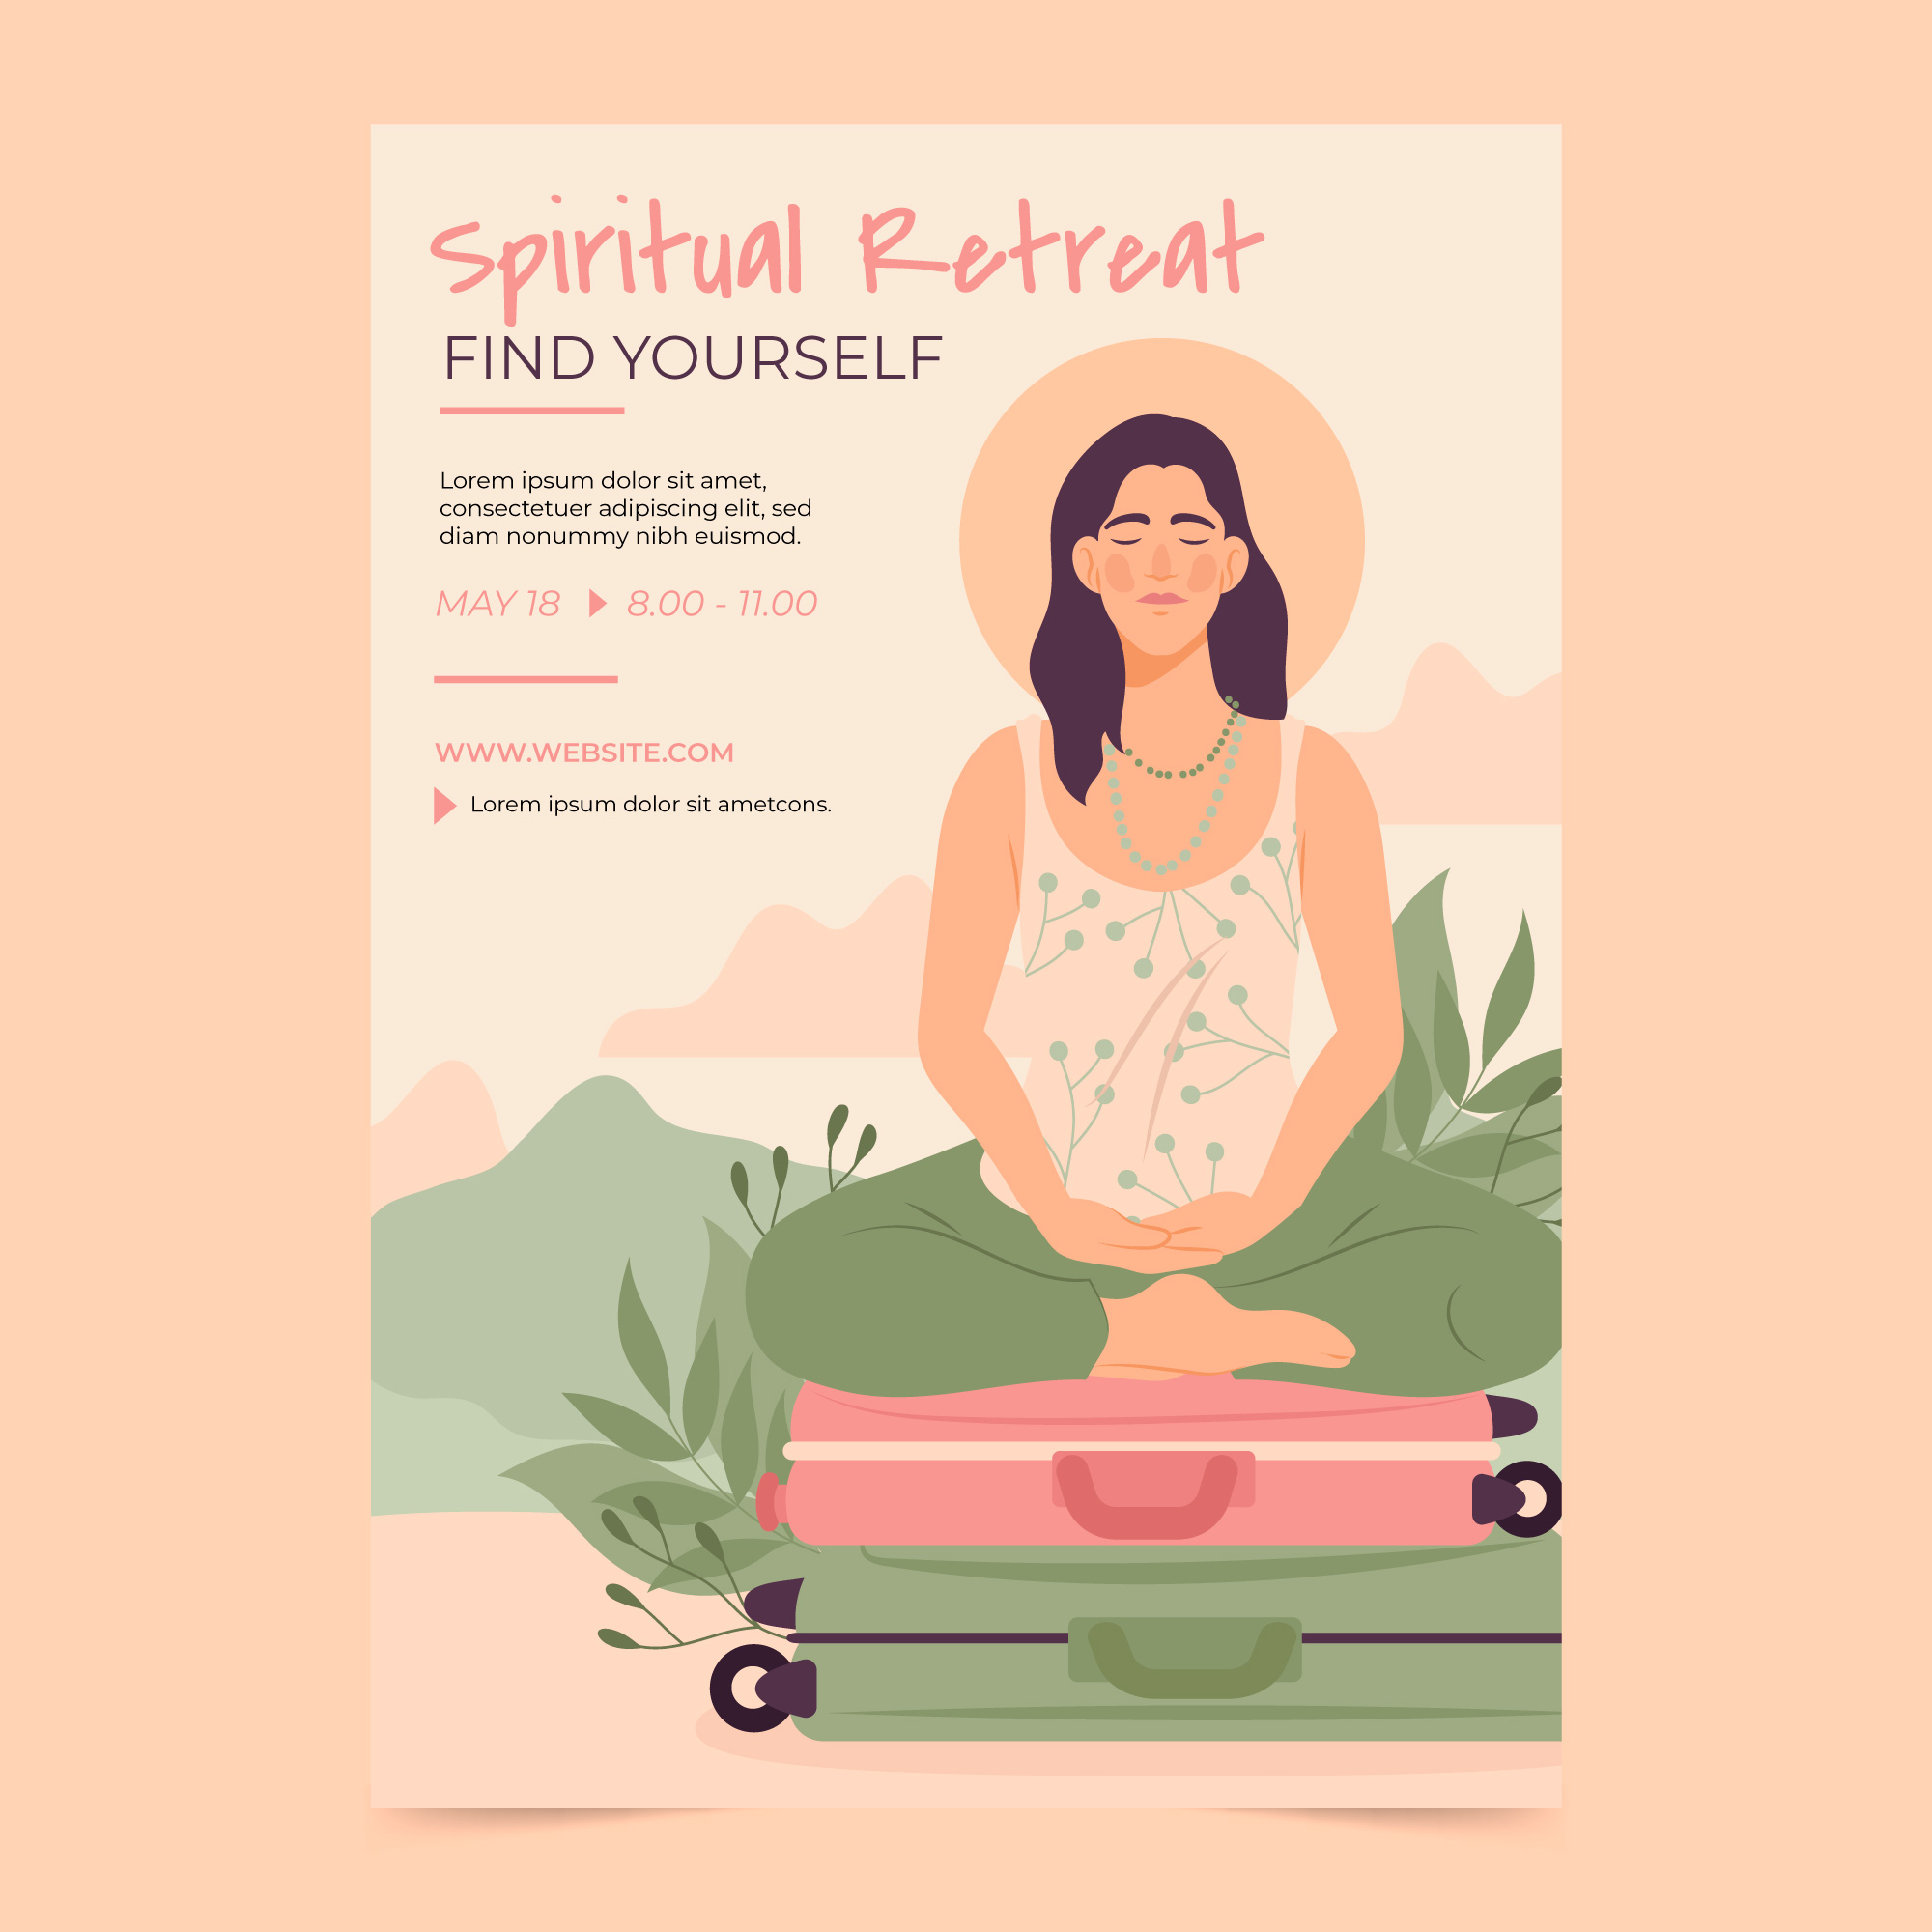 Spiritual Retreat
FIND YOURSELF
Lorem ipsum dolor sit amet,
consectetuer adipiscing elit, sed
diam nonummy nibh euismod.
MAY 18 8.00 - 11.00
WWW.WEBSITE.COM
Lorem ipsum dolor sit ametcons.